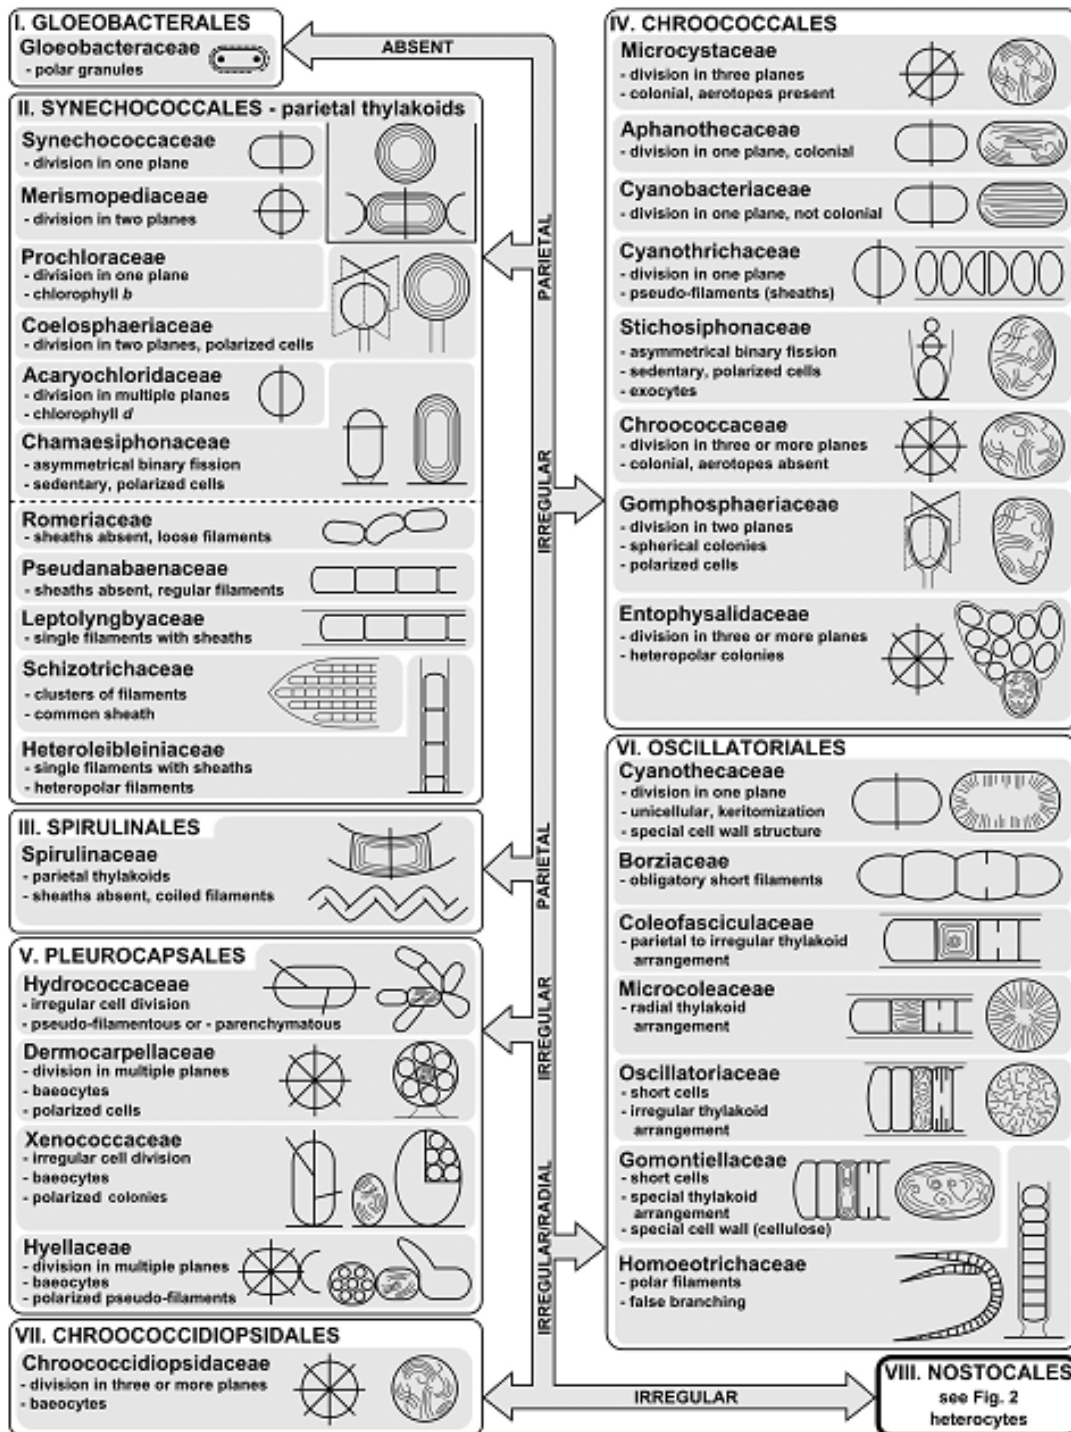 I. GLOEOBACTERALES
Gloeobacteraceae
- polar granules
ABSENT
II. SYNECHOCOCCALES - parietal thylakoids
Synechococcaceae
- division in one plane
Merismopediaceae
- division in two planes
Prochloraceae
- division in one plane
- chlorophyll b
Coelosphaeriaceae
- division in two planes, polarized cells
Acaryochloridaceae
- division in multiple planes
- chlorophyll d
Chamaesiphonaceae
- asymmetrical binary fission
- sedentary, polarized cells
Romeriaceae
- sheaths absent, loose filaments
Pseudanabaenaceae
- sheaths absent, regular filaments
Leptolyngbyaceae
- single filaments with sheaths
Schizotrichaceae
- clusters of filaments
- common sheath
Heteroleibleiniaceae
- single filaments with sheaths
- heteropolar filaments
PARIETAL
III. SPIRULINALES
Spirulinaceae
- parietal thylakoids
- sheaths absent, coiled filaments
PARIETAL
IV. CHROOCOCCALES
Microcystaceae
- division in three planes
- colonial, aerotopes present
Aphanothecaceae
- division in one plane, colonial
Cyanobacteriaceae
- division in one plane, not colonial
Cyanothrichaceae
- division in one plane
- pseudo-filaments (sheaths)
Stichosiphonaceae
- asymmetrical binary fission
- sedentary, polarized cells
- exocytes
Chroococcaceae
- division in three or more planes
- colonial, aerotopes absent
Gomphosphaeriaceae
- division in two planes
- spherical colonies
- polarized cells
Entophysalidaceae
- division in three or more planes
- heteropolar colonies
IRREGULAR
V. PLEUROCAPSALES
Hydrococcaceae
- irregular cell division
- pseudo-filamentous or - parenchymatous
Dermocarpellaceae
- division in multiple planes
- baeocytes
- polarized cells
Xenococcaceae
- irregular cell division
- baeocytes
- polarized colonies
Hyellaceae
- division in multiple planes
- baeocytes
- polarized pseudo-filaments
IRREGULAR
VI. OSCILLATORIALES
Cyanothecaceae
- division in one plane
- unicellular, keritomization
- special cell wall structure
Borziaceae
- obligatory short filaments
Coleofasciculaceae
- parietal to irregular thylakoid
arrangement
Microcoleaceae
- radial thylakoid
arrangement
Oscillatoriaceae
- short cells
- irregular thylakoid
arrangement
Gomontiellaceae
- short cells
- special thylakoid
arrangement
- special cell wall (cellulose)
Homoeotrichaceae
- polar filaments
- false branching
IRREGULAR/RADIAL
VII. CHROOCOCCIDIOPSIDALES
Chroococcidiopsidaceae
- division in three or more planes
- baeocytes
IRREGULAR
VIII. NOSTOCALES
see Fig. 2
heterocytes